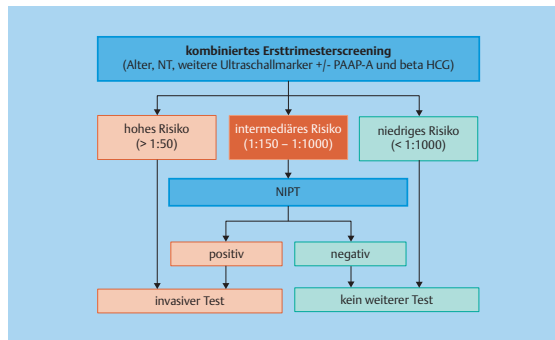 kombiniertes Ersttrimesterscreening
(Alter, NT, weitere Ultraschallmarker +/- PAAP-A und beta HCG)
hohes Risiko
(> 1:50)
intermediäres Risiko
(1:150 – 1:1000)
niedriges Risiko
(< 1:1000)
NIPT
positiv
negativ
invasiver Test
kein weiterer Test